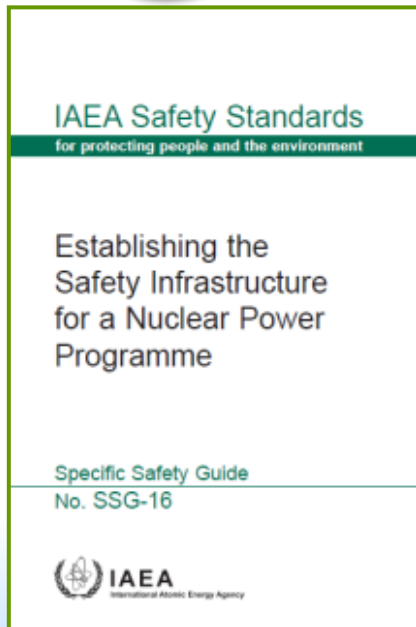 IAEA Safety Standards
for protecting people and the environment
Establishing the
Safety Infrastructure
for a Nuclear Power
Programme
Specific Safety Guide
No. SSG-16
IAEA
International Atomic Energy Agency